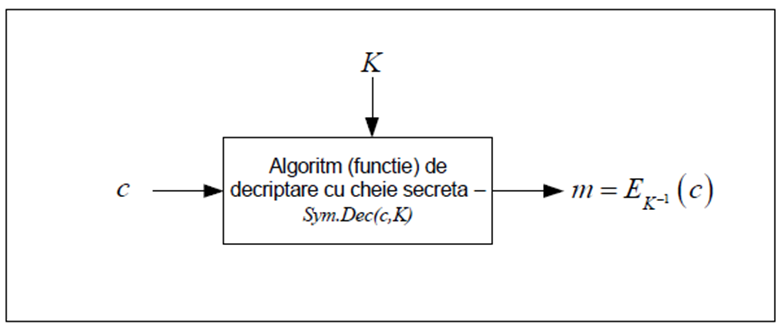 K
c
Algoritm (functie) de
decriptare cu cheie secreta –
Sym.Dec(c,K)
m = E_{K^{-1}}(c)